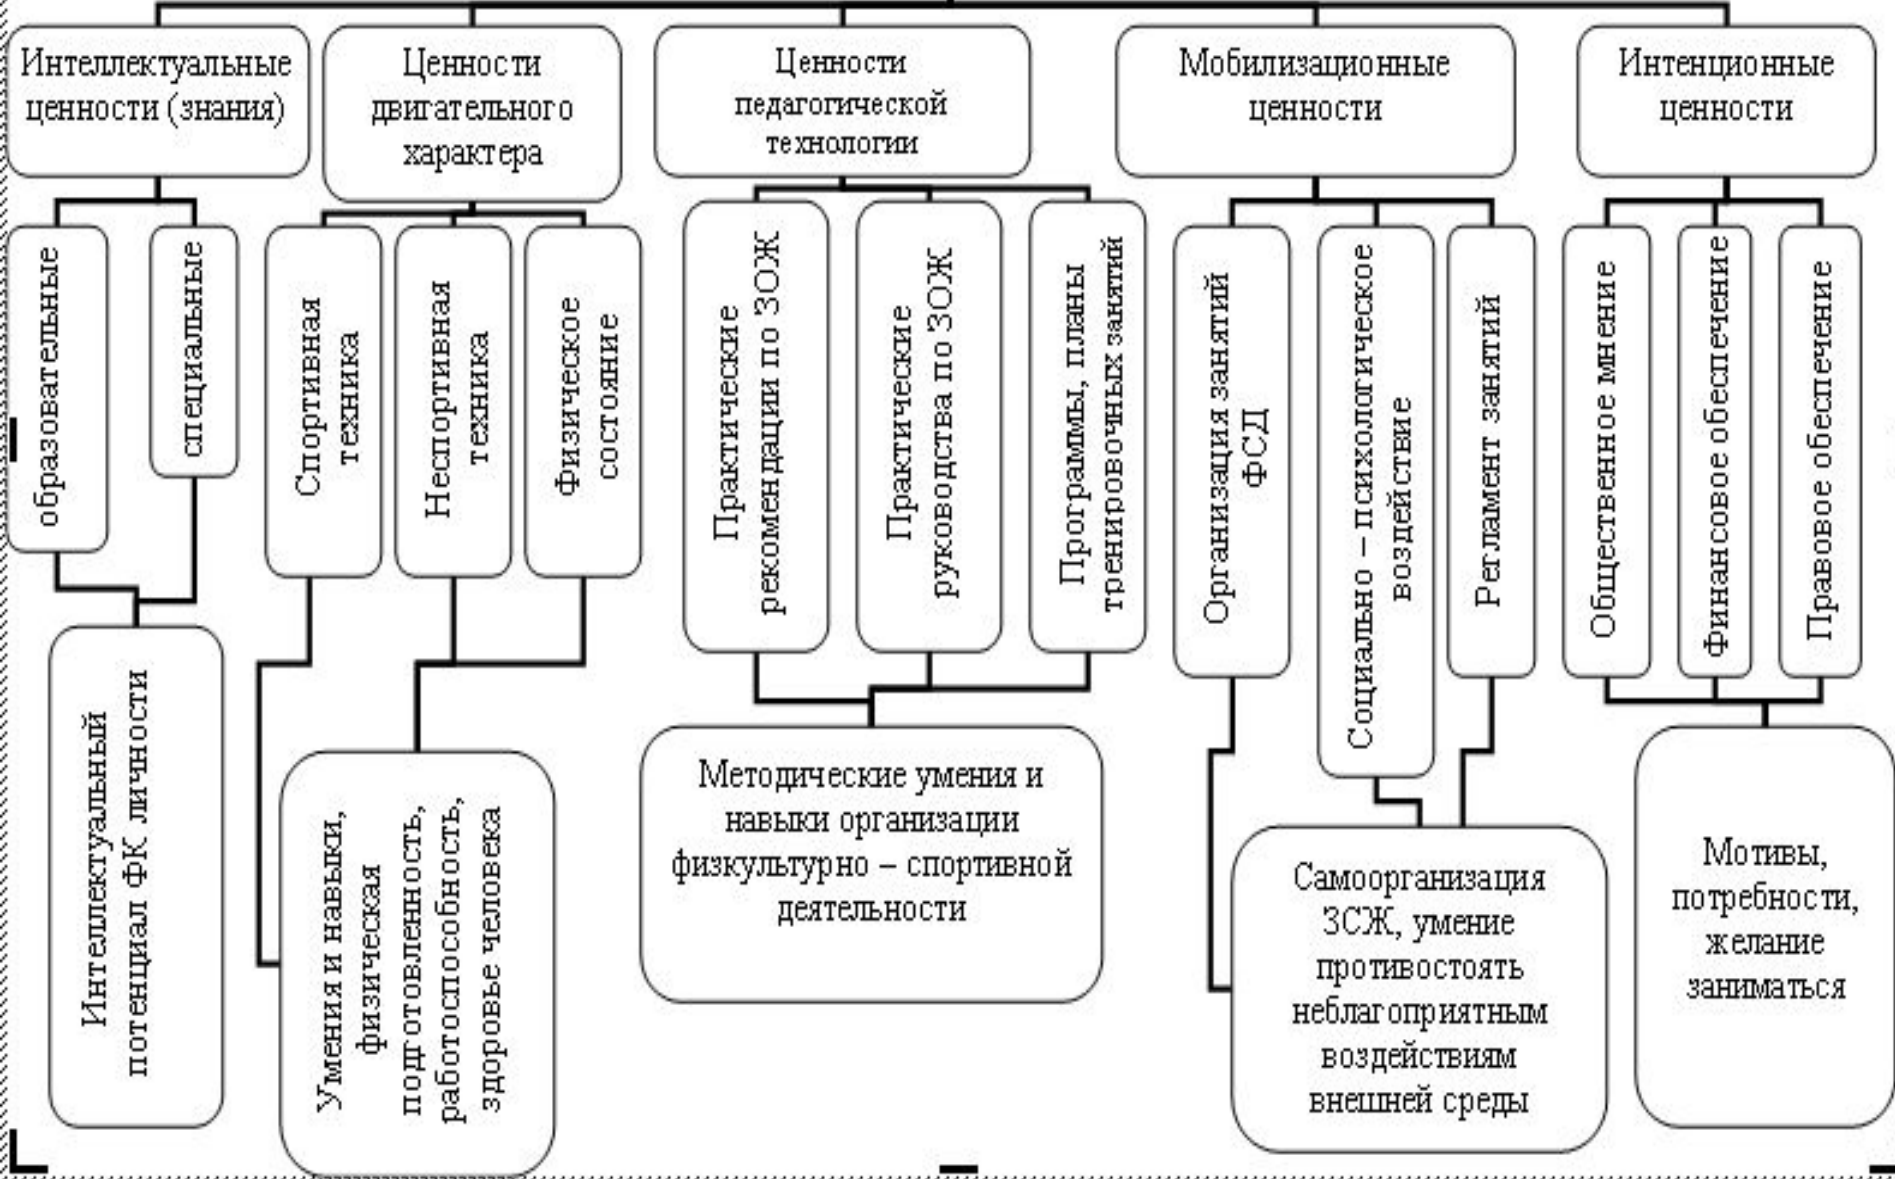 Интеллектуальные
ценности (знания)
Ценности
двигательного
характера
Ценности
педагогической
технологии
Мобилизационные
ценности
Интенционные
ценности
образовательные
специальные
Спортивная
техника
Неспортивная
техника
Физическое
состояние
Практические
рекомендации по ЗОЖ
Практические
руководства по ЗОЖ
Программы, планы
тренировочных занятий
Организация занятий
ФСД
Социально – психологическое
воздействие
Регламент занятий
Общественное мнение
Финансовое обеспечение
Правовое обеспечение
Интеллектуальный
потенциал ФК личности
Умения и навыки,
физическая
подготовленность,
работоспособность,
здоровье человека
Методические умения и
навыки организации
физкультурно – спортивной
деятельности
Самоорганизация
ЗСЖ, умение
противостоять
неблагоприятным
воздействиям
внешней среды
Мотивы,
потребности,
желание
заниматься